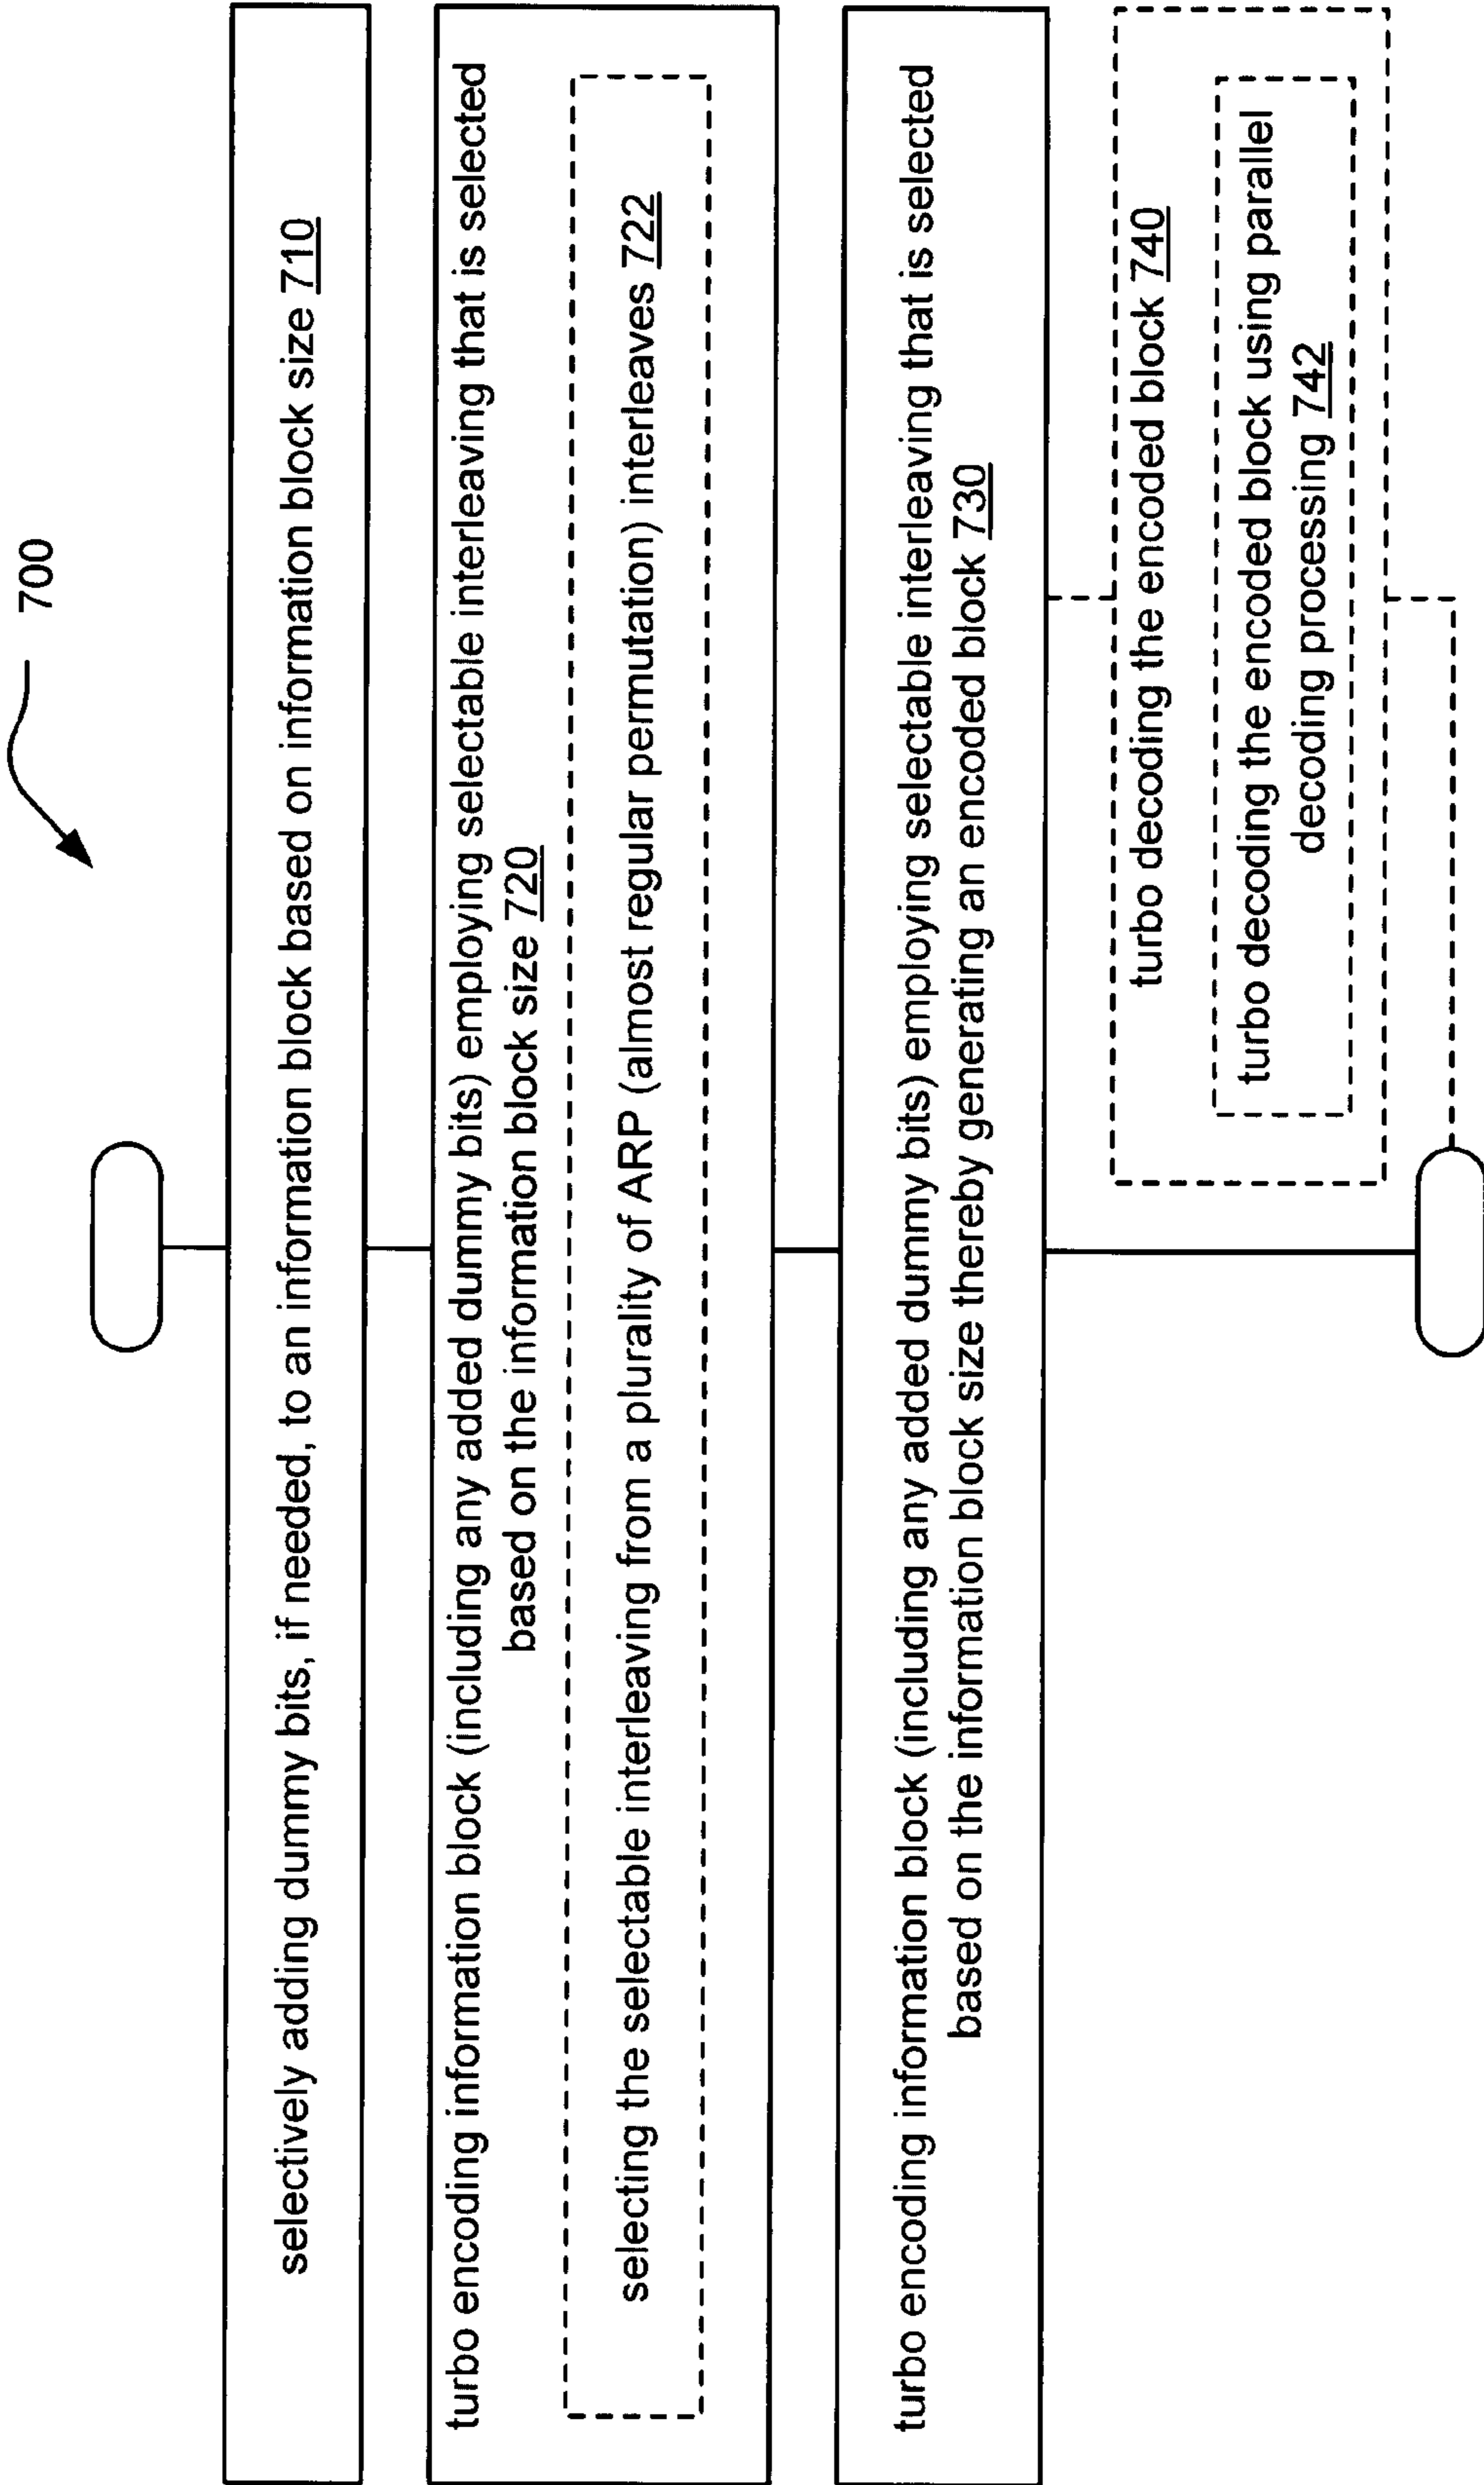 700
selectively adding dummy bits, if needed, to an information block based on information block size 710
turbo encoding information block (including any added dummy bits) employing selectable interleaving that is selected
based on the information block size 720
selecting the selectable interleaving from a plurality of ARP (almost regular permutation) interleaves 722
turbo encoding information block (including any added dummy bits) employing selectable interleaving that is selected
based on the information block size thereby generating an encoded block 730
turbo decoding the encoded block 740
turbo decoding the encoded block using parallel
decoding processing 742